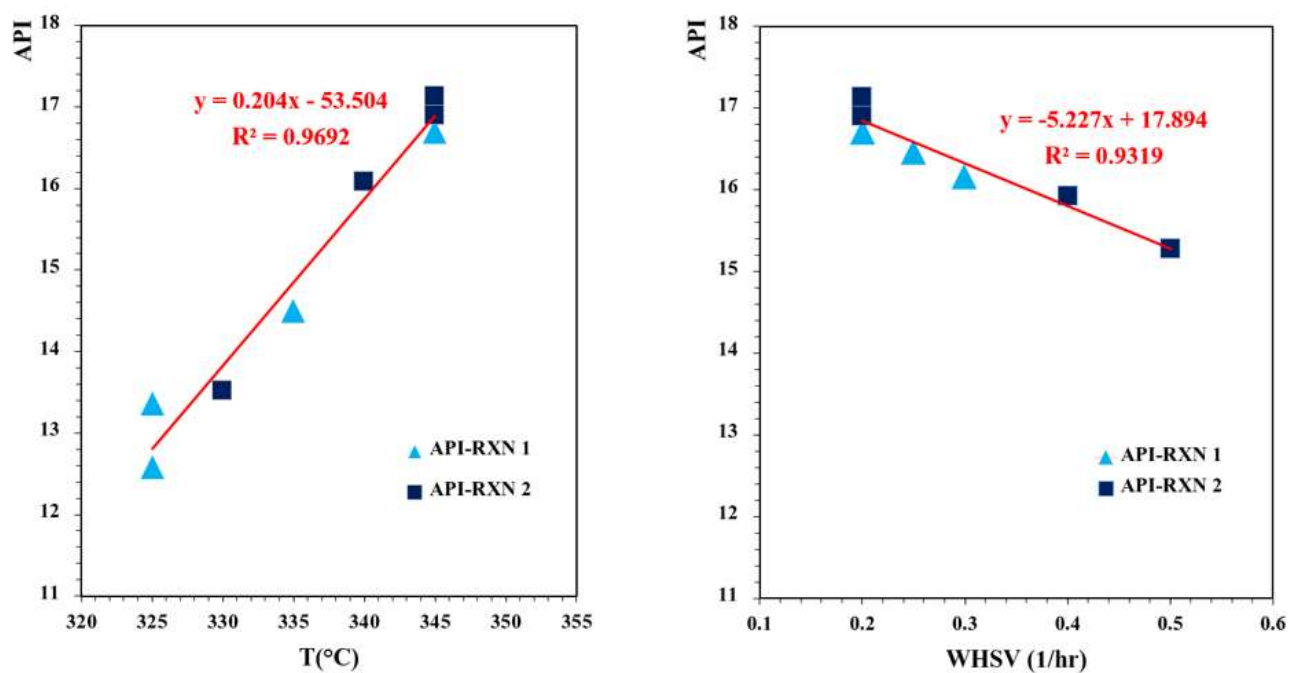 API
18
17
16
15
14
13
12
11
y = 0.204x - 53.504
R² = 0.9692
API-RXN 1
API-RXN 2
320 325 330 335 340 345 350 355
T(°C)
API
18
17
16
15
14
13
12
11
y = -5.227x + 17.894
R² = 0.9319
API-RXN 1
API-RXN 2
0.1 0.2 0.3 0.4 0.5 0.6
WHSV (1/hr)